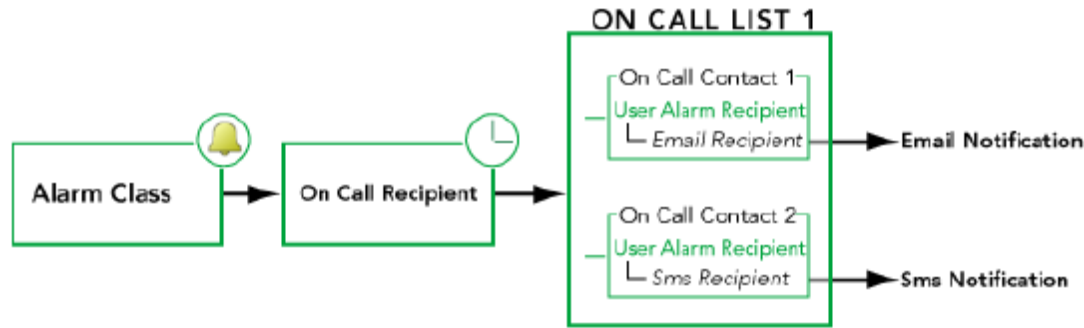 ON CALL LIST 1
Alarm Class
On Call Recipient
On Call Contact 1
User Alarm Recipient
Email Recipient
Email Notification
On Call Contact 2
User Alarm Recipient
Sms Recipient
Sms Notification